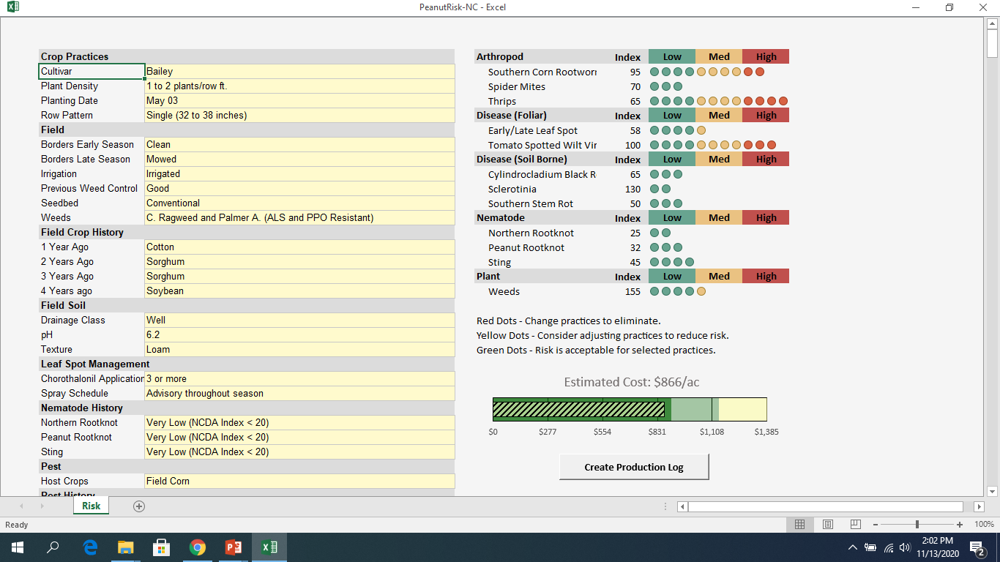 PeanutRisk-NC - Excel
Crop Practices
Cultivar Bailey
Plant Density 1 to 2 plants/row ft.
Planting Date May 03
Row Pattern Single (32 to 38 inches)
Field
Borders Early Season Clean
Borders Late Season Mowed
Irrigation Irrigated
Previous Weed Control Good
Seedbed Conventional
Weeds C. Ragweed and Palmer A. (ALS and PPO Resistant)
Field Crop History
1 Year Ago Cotton
2 Years Ago Sorghum
3 Years Ago Sorghum
4 Years ago Soybean
Field Soil
Drainage Class Well
pH 6.2
Texture Loam
Leaf Spot Management
Chorothalonil Application 3 or more
Spray Schedule Advisory throughout season
Nematode History
Northern Rootknot Very Low (NCDA Index < 20)
Peanut Rootknot Very Low (NCDA Index < 20)
Sting Very Low (NCDA Index < 20)
Pest
Host Crops Field Corn
Pest History
Arthropod Index Low Med High
Southern Corn Rootworm 95
Spider Mites 70
Thrips 65
Disease (Foliar) Index Low Med High
Early/Late Leaf Spot 58
Tomato Spotted Wilt Vir 100
Disease (Soil Borne) Index Low Med High
Cylindrocladium Black R 65
Sclerotinia 130
Southern Stem Rot 50
Nematode Index Low Med High
Northern Rootknot 25
Peanut Rootknot 32
Sting 45
Plant Index Low Med High
Weeds 155
Red Dots - Change practices to eliminate.
Yellow Dots - Consider adjusting practices to reduce risk.
Green Dots - Risk is acceptable for selected practices.
Estimated Cost: $866/ac
$0 $277 $554 $831 $1,108 $1,385
Create Production Log
Risk
Ready
100%
2:02 PM
11/13/2020
2